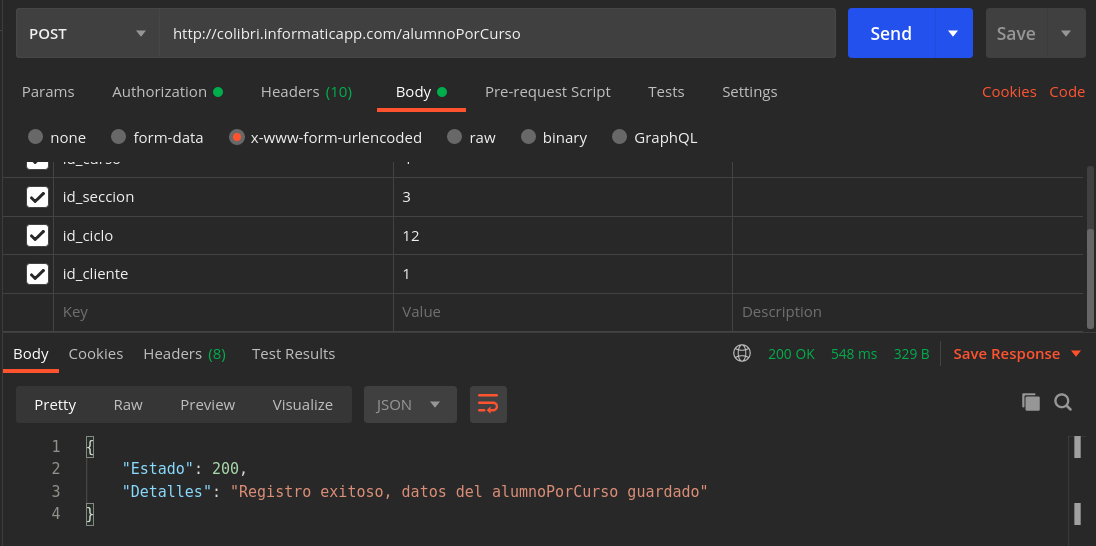 POST http://colibri.informaticapp.com/alumnoPorCurso Send Save
Params Authorization Headers (10) Body Pre-request Script Tests Settings Cookies Code
none form-data x-www-form-urlencoded raw binary GraphQL
id_seccion 3
id_ciclo 12
id_cliente 1
Key Value Description
Body Cookies Headers (8) Test Results 200 OK 548 ms 329 B Save Response
Pretty Raw Preview Visualize JSON
1 {
2 "Estado": 200,
3 "Detalles": "Registro exitoso, datos del alumnoPorCurso guardado"
4 }